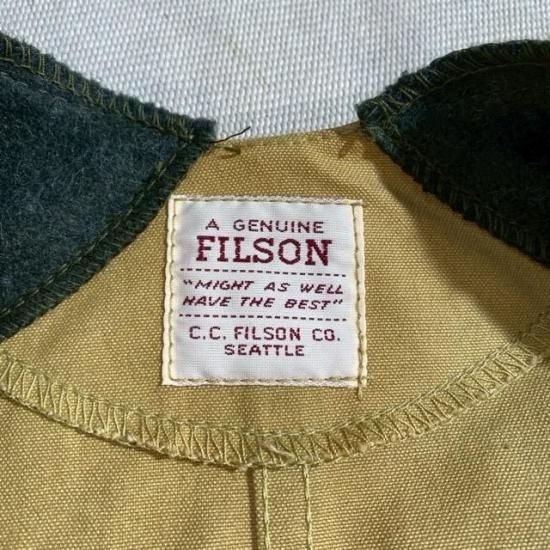 A GENUINE
FILSON
"MIGHT AS WELL
HAVE THE BEST"
C.C. FILSON CO.
SEATTLE